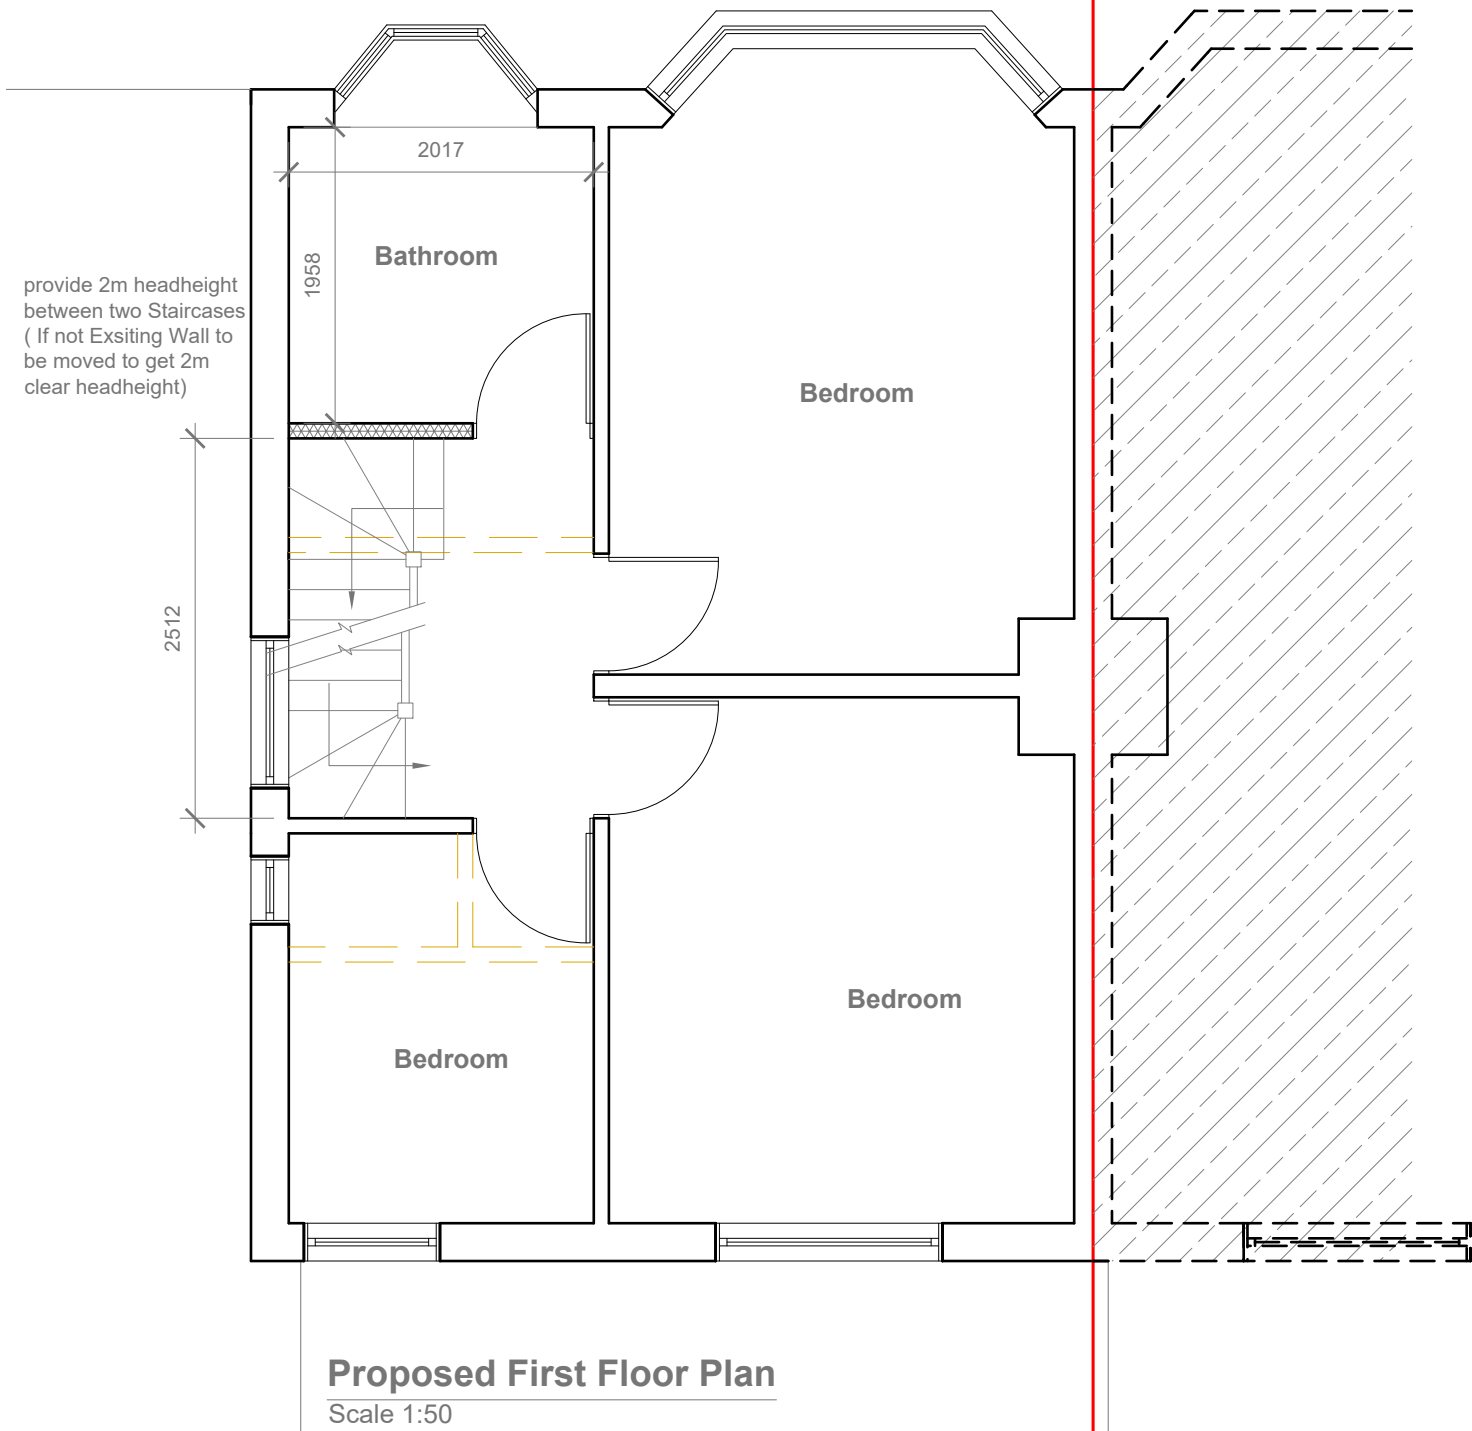 2017
Bathroom
1958
provide 2m headheight
between two Staircases
( If not Exsiting Wall to
be moved to get 2m
clear headheight)
Bedroom
2512
Bedroom
Bedroom
Proposed First Floor Plan
Scale 1:50